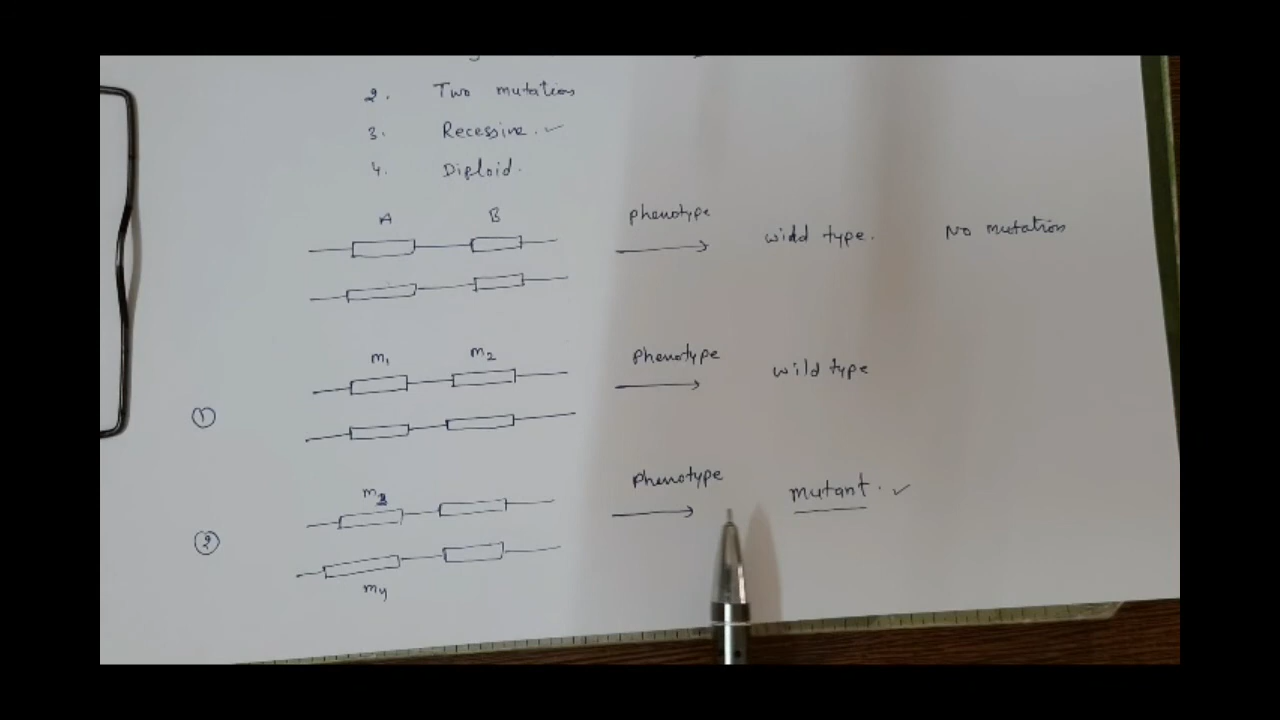 2. Two mutations
3. Recessive. ✓
4. Diploid.
A B
phenotype wild type. No mutation
m1 m2
phenotype wild type
1
m3
phenotype mutant. ✓
2
m4